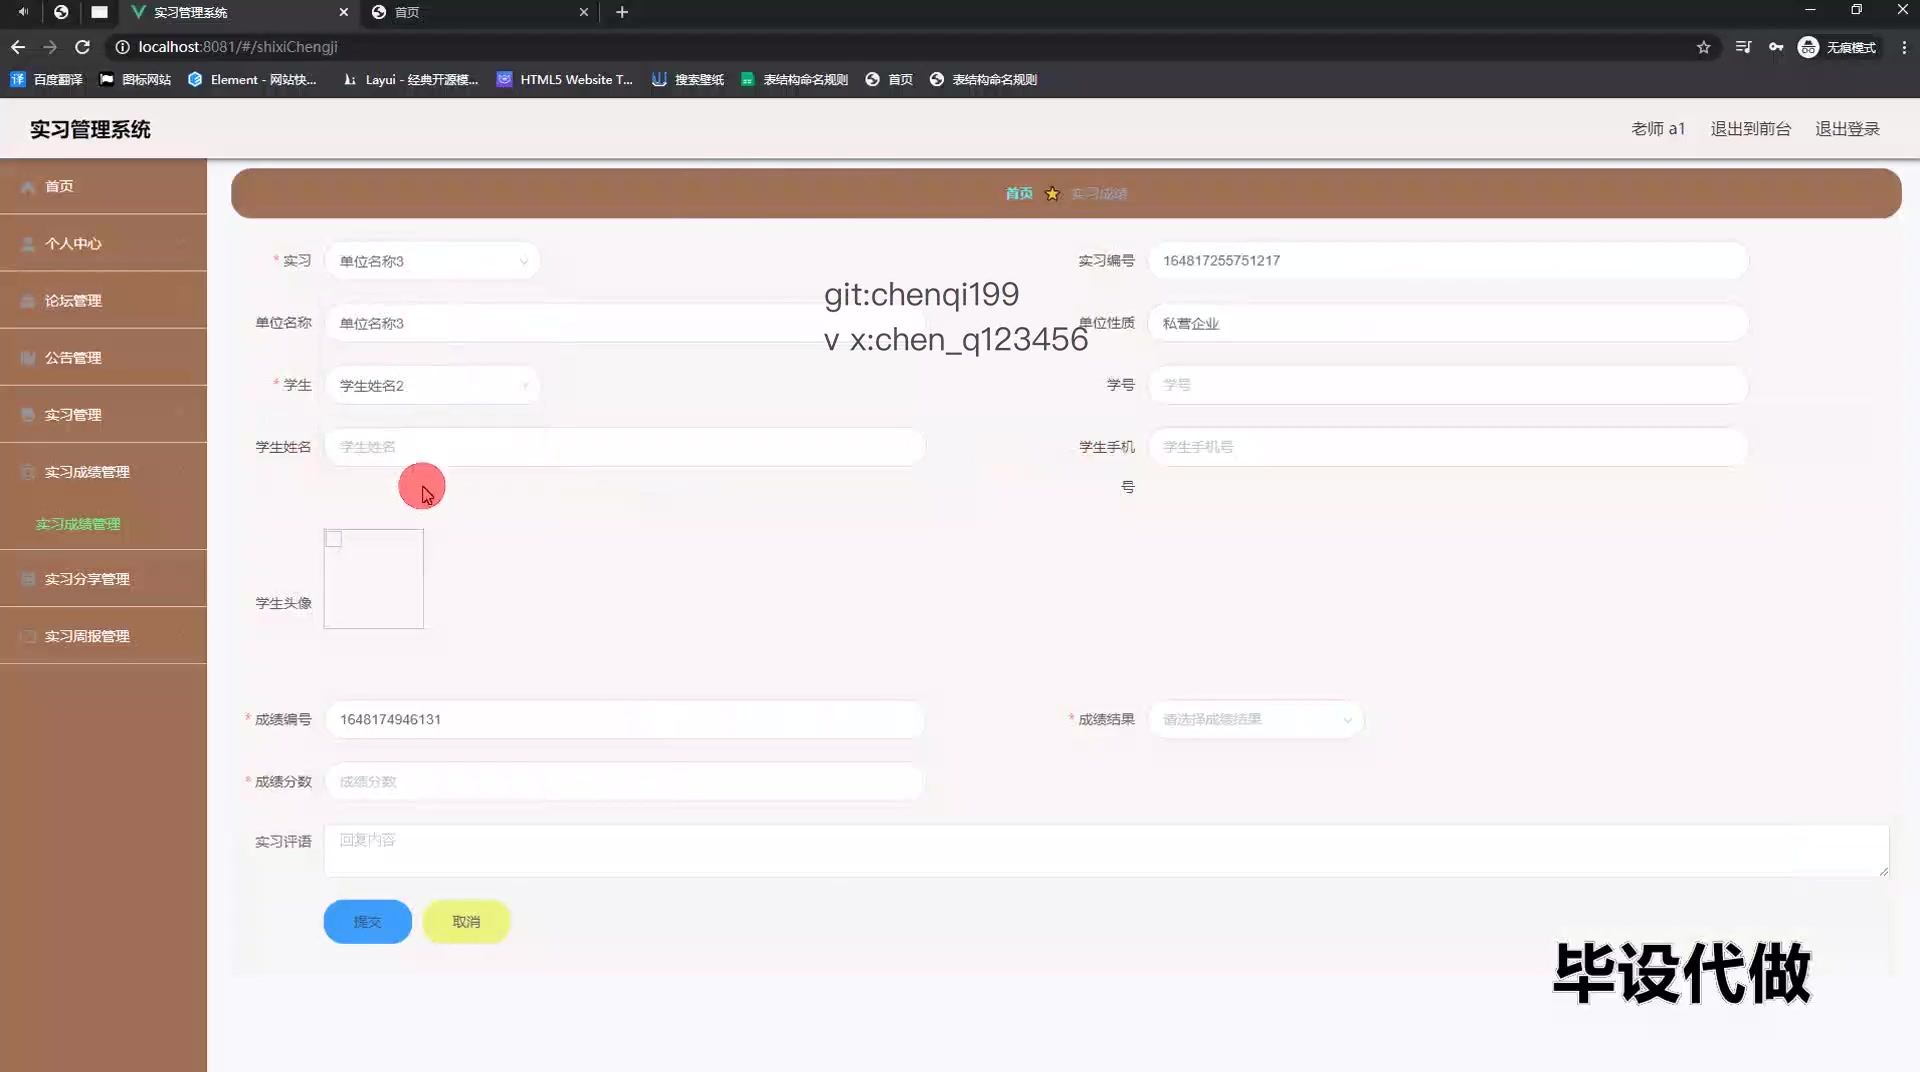 实习管理系统
首页
localhost:8081/#/shixiChengji
无痕模式
百度翻译
图标网站
Element - 网站快...
Layui - 经典开源模...
HTML5 Website T...
搜索壁纸
表结构命名规则
首页
表结构命名规则
实习管理系统
老师 a1
退出到前台
退出登录
首页
个人中心
论坛管理
公告管理
实习管理
实习成绩管理
实习成绩管理
实习分享管理
实习周报管理
首页 实习成绩
* 实习 单位名称3
实习编号 164817255751217
git:chenqi199
单位名称 单位名称3
单位性质 私营企业
v x:chen_q123456
* 学生 学生姓名2
学号 学号
学生姓名 学生姓名
学生手机号 学生手机号
学生头像
* 成绩编号 1648174946131
* 成绩结果 请选择成绩结果
* 成绩分数 成绩分数
实习评语 回复内容
提交 取消
毕设代做